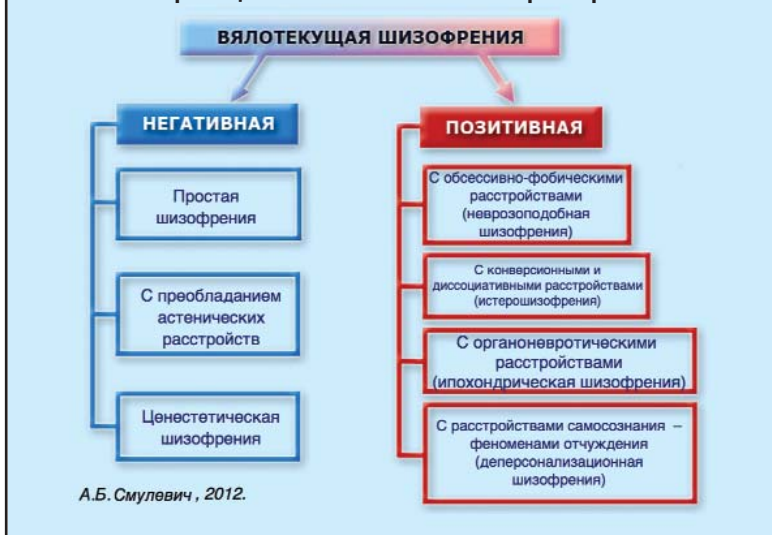 ВЯЛОТЕКУЩАЯ ШИЗОФРЕНИЯ
НЕГАТИВНАЯ
Простая
шизофрения
С преобладанием
астенических
расстройств
Ценестетическая
шизофрения
ПОЗИТИВНАЯ
С обсессивно-фобическими
расстройствами
(неврозоподобная
шизофрения)
С конверсионными и
диссоциативными расстройствами
(истерошизофрения)
С органоневротическими
расстройствами
(ипохондрическая шизофрения)
С расстройствами самосознания –
феноменами отчуждения
(деперсонализационная
шизофрения)
А.Б. Смулевич , 2012.